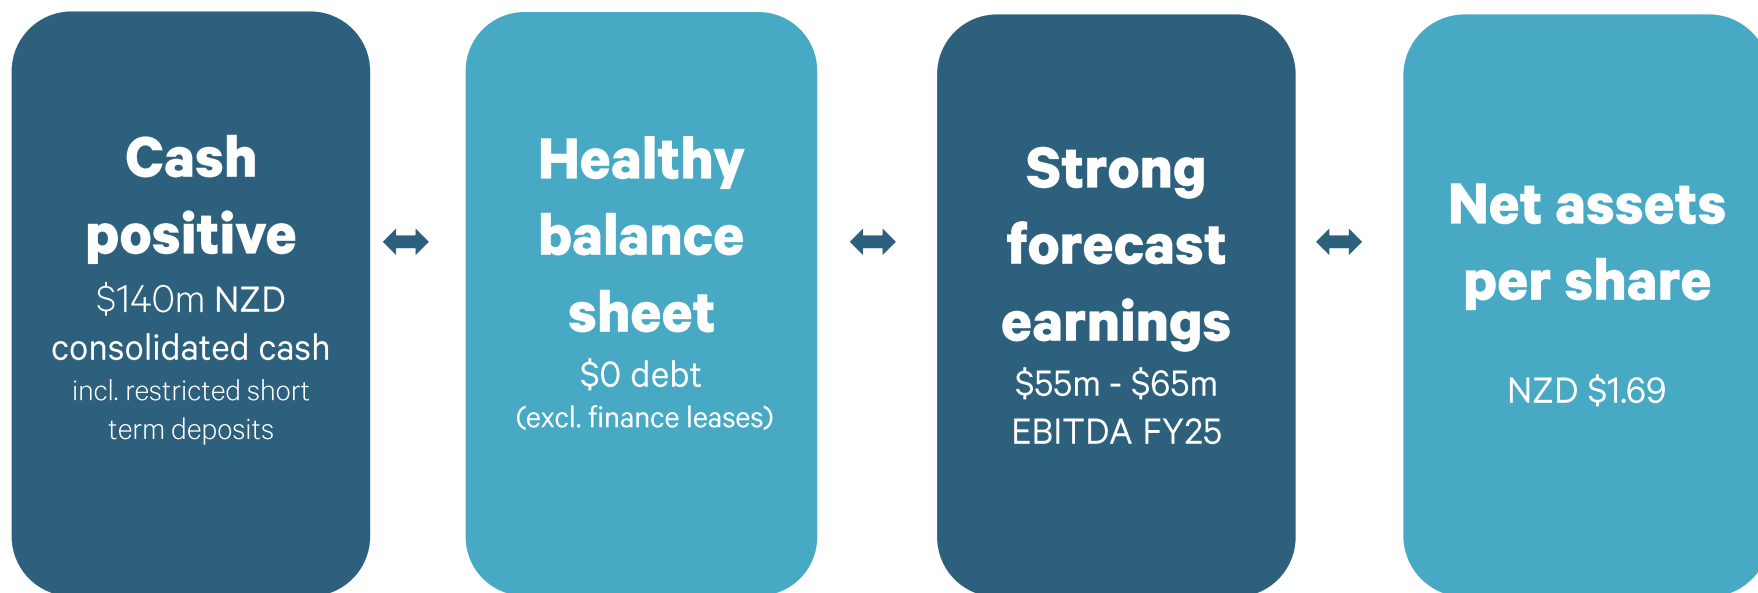 Cash
positive
$140m NZD
consolidated cash
incl. restricted short
term deposits
Healthy
balance
sheet
$0 debt
(excl. finance leases)
Strong
forecast
earnings
$55m - $65m
EBITDA FY25
Net assets
per share
NZD $1.69